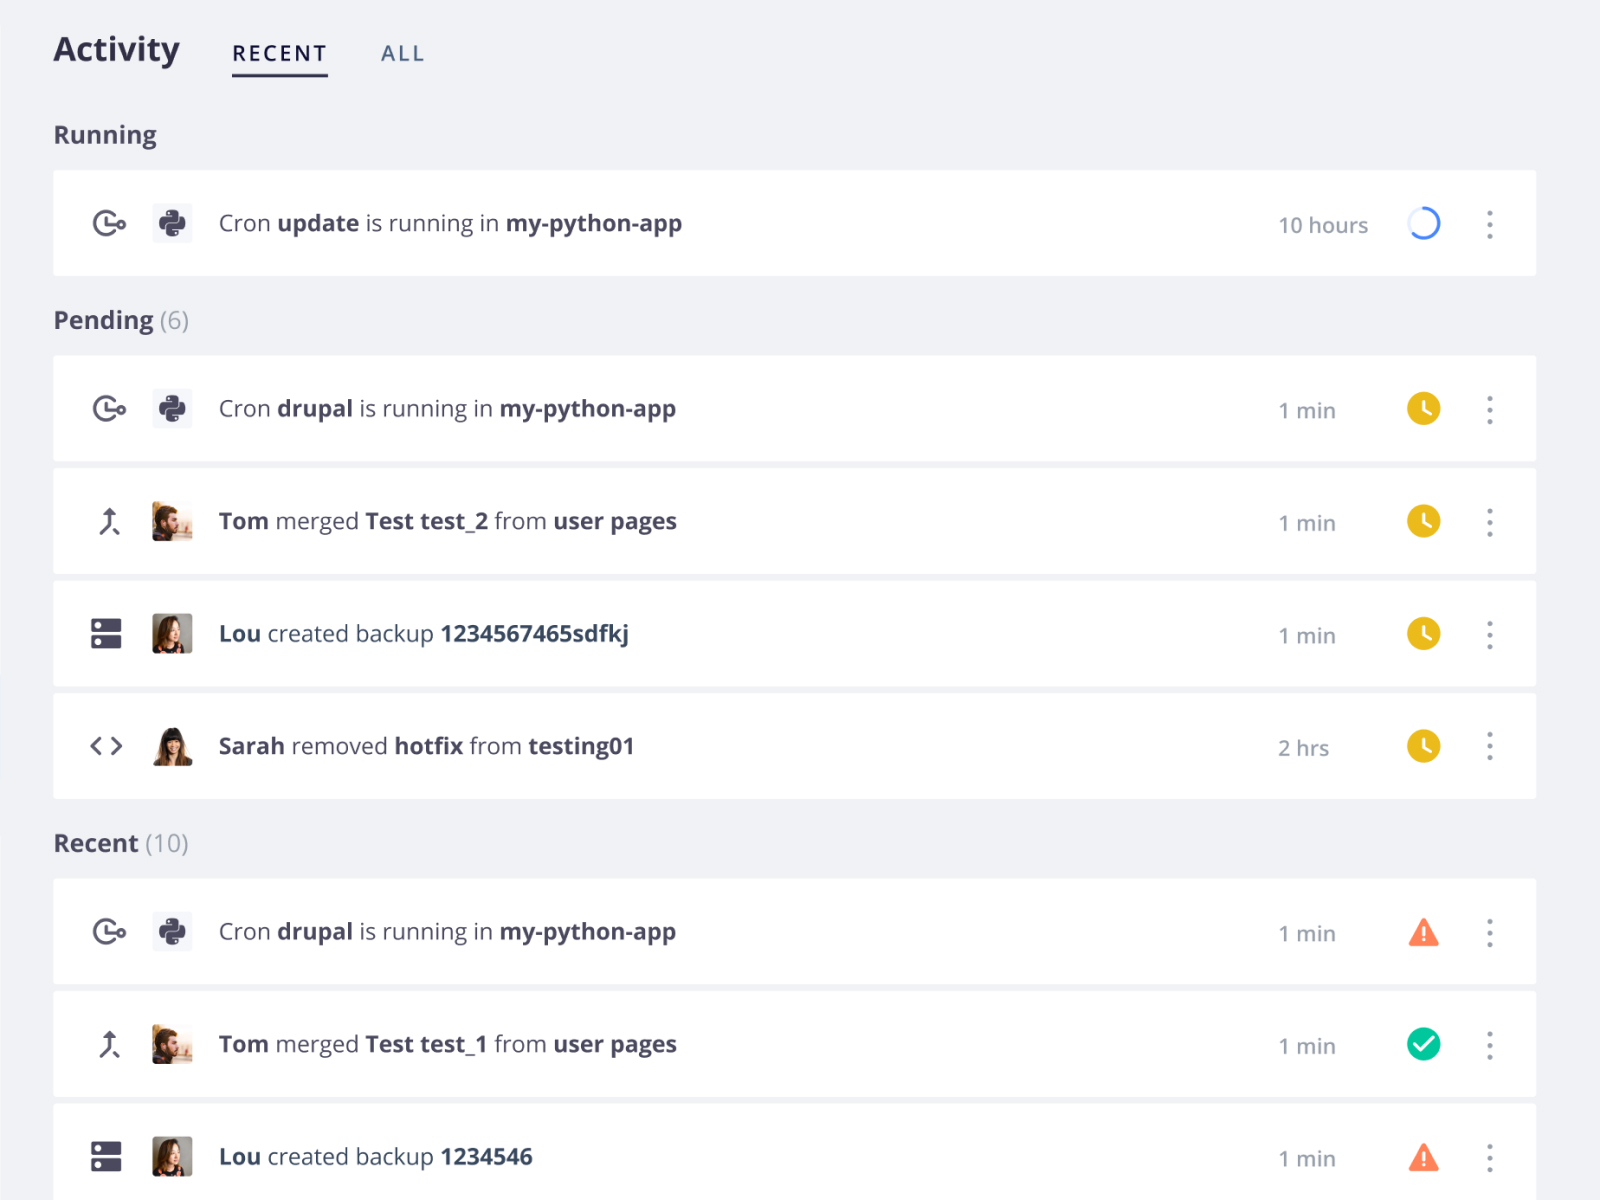 Activity RECENT ALL
Running
Cron update is running in my-python-app 10 hours
Pending (6)
Cron drupal is running in my-python-app 1 min
Tom merged Test test_2 from user pages 1 min
Lou created backup 1234567465sdfkj 1 min
Sarah removed hotfix from testing01 2 hrs
Recent (10)
Cron drupal is running in my-python-app 1 min
Tom merged Test test_1 from user pages 1 min
Lou created backup 1234546 1 min